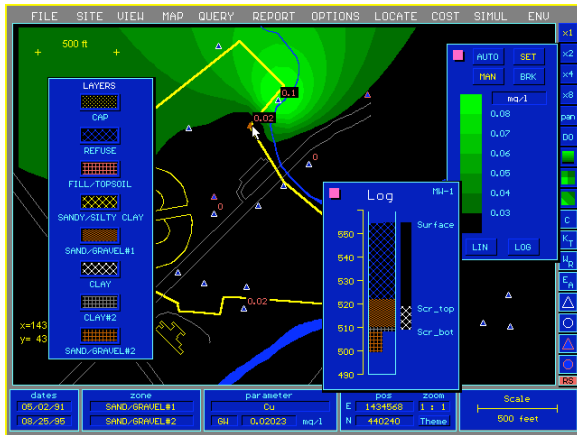 FILE SITE VIEW MAP QUERY REPORT OPTIONS LOCATE COST SIMUL ENV
500 ft
x1
x2
x4
x8
pan
DO
C
KT
WR
EA
RS
AUTO SET
MAN BRK
mg/l
0.08
0.07
0.06
0.05
0.04
0.03
LIN LOG
LAYERS
CAP
REFUSE
FILL/TOPSOIL
SANDY/SILTY CLAY
SAND/GRAVEL#1
CLAY
CLAY#2
SAND/GRAVEL#2
0.1
0.02
0
0
0.02
x=143
y= 43
Log MW-1
Surface
550
540
530
520
Scr_top
510
Scr_bot
500
490
dates zone parameter pos zoom Scale
05/02/91 SAND/GRAVEL#1 Cu E 1434568 1 : 1
08/25/95 SAND/GRAVEL#2 GW 0.02023 mg/l N 440240 Theme 500 feet